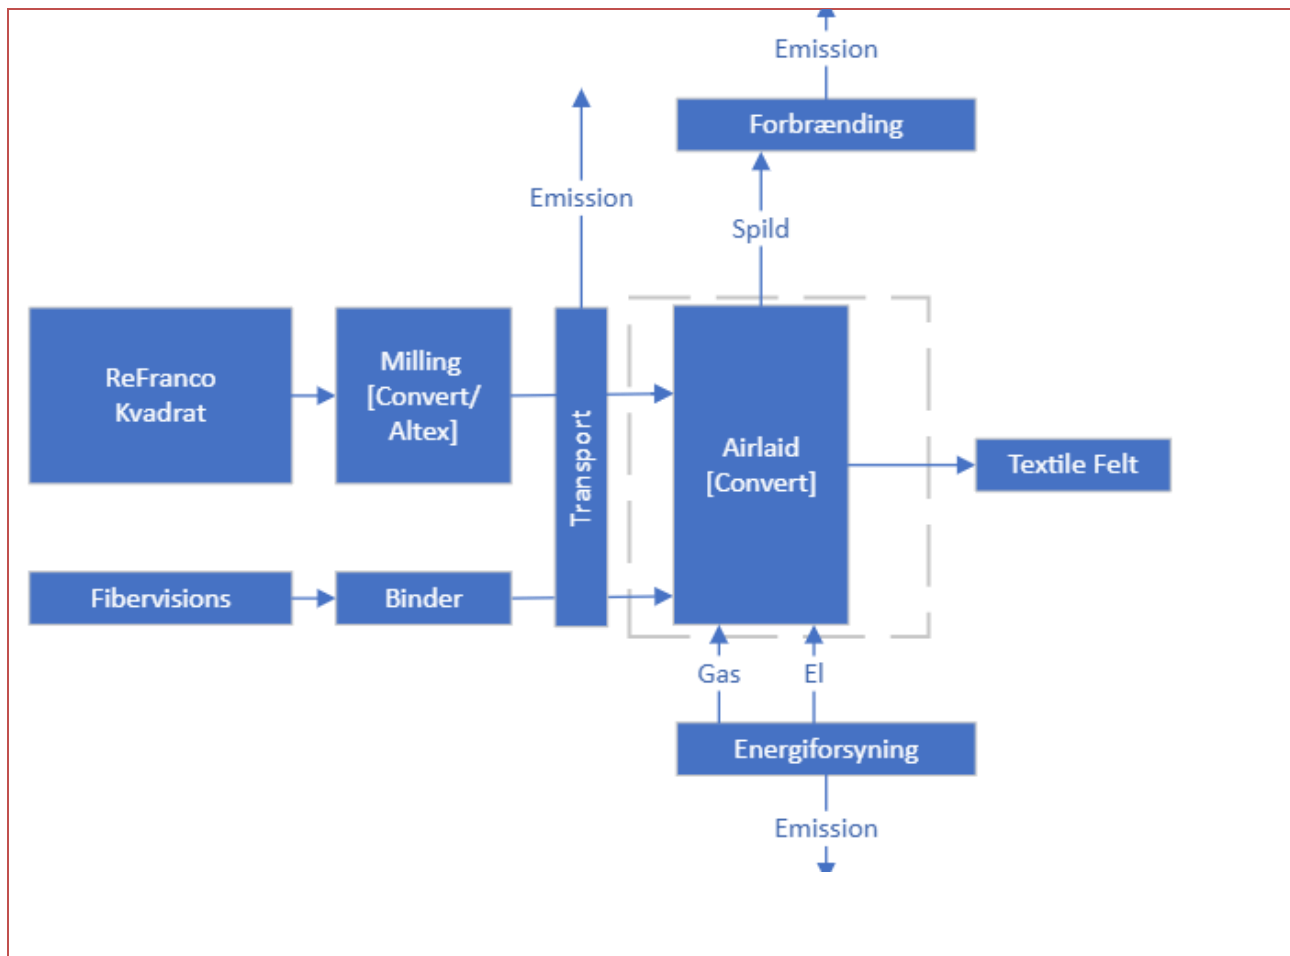 Emission
Forbrænding
Emission
Spild
ReFranco
Kvadrat
Milling
[Convert/
Altex]
Transport
Airlaid
[Convert]
Textile Felt
Fibervisions
Binder
Gas
El
Energiforsyning
Emission